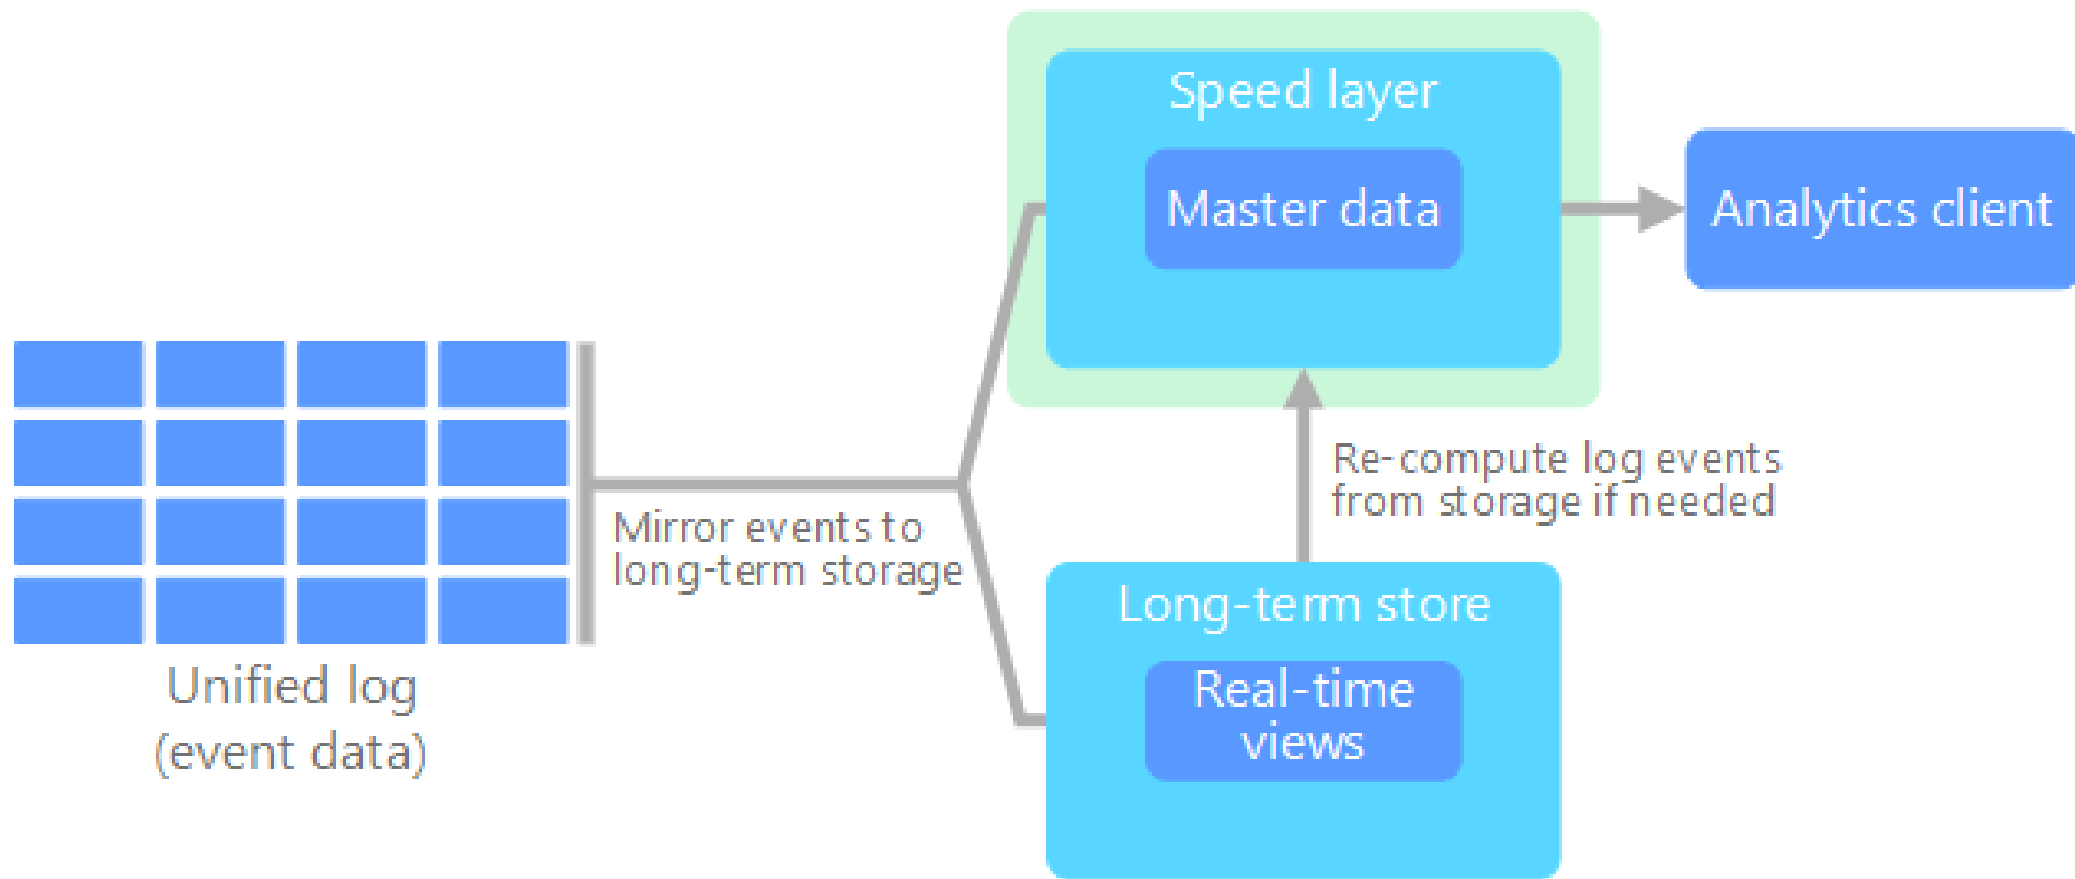 Speed layer
Master data
Analytics client
Re-compute log events
from storage if needed
Mirror events to
long-term storage
Long-term store
Real-time
views
Unified log
(event data)